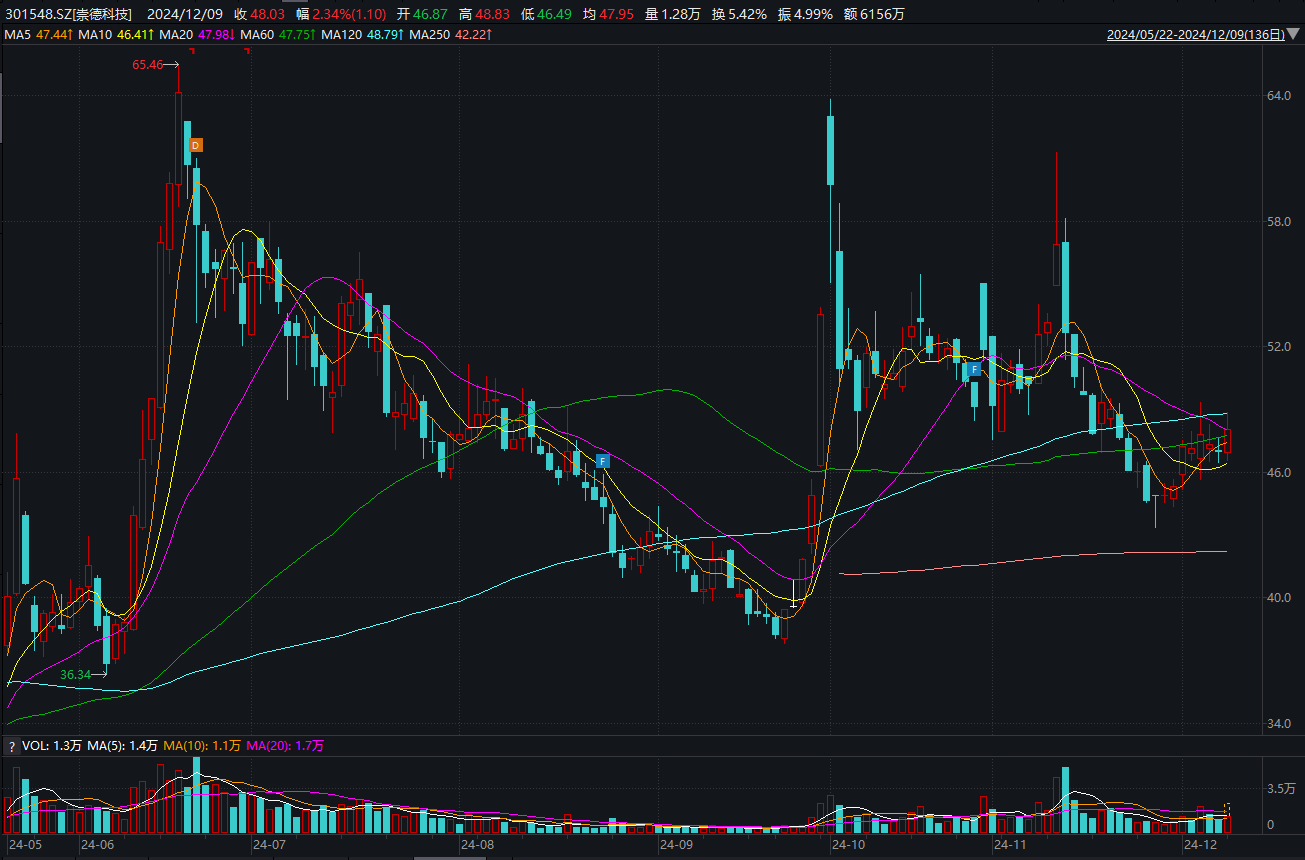 301548.SZ[崇德科技] 2024/12/09 收 48.03 幅 2.34%(1.10) 开 46.87 高 48.83 低 46.49 均 47.95 量 1.28万 换 5.42% 振 4.99% 额 6156万
MA5 47.44↑ MA10 46.41↑ MA20 47.98↓ MA60 47.75↑ MA120 48.79↑ MA250 42.22↑ 2024/05/22-2024/12/09(136日)
65.46
64.0
D
58.0
52.0
F
46.0
F
40.0
36.34
34.0
? VOL: 1.3万 MA(5): 1.4万 MA(10): 1.1万 MA(20): 1.7万
3.5万
0
24-05 24-06 24-07 24-08 24-09 24-10 24-11 24-12